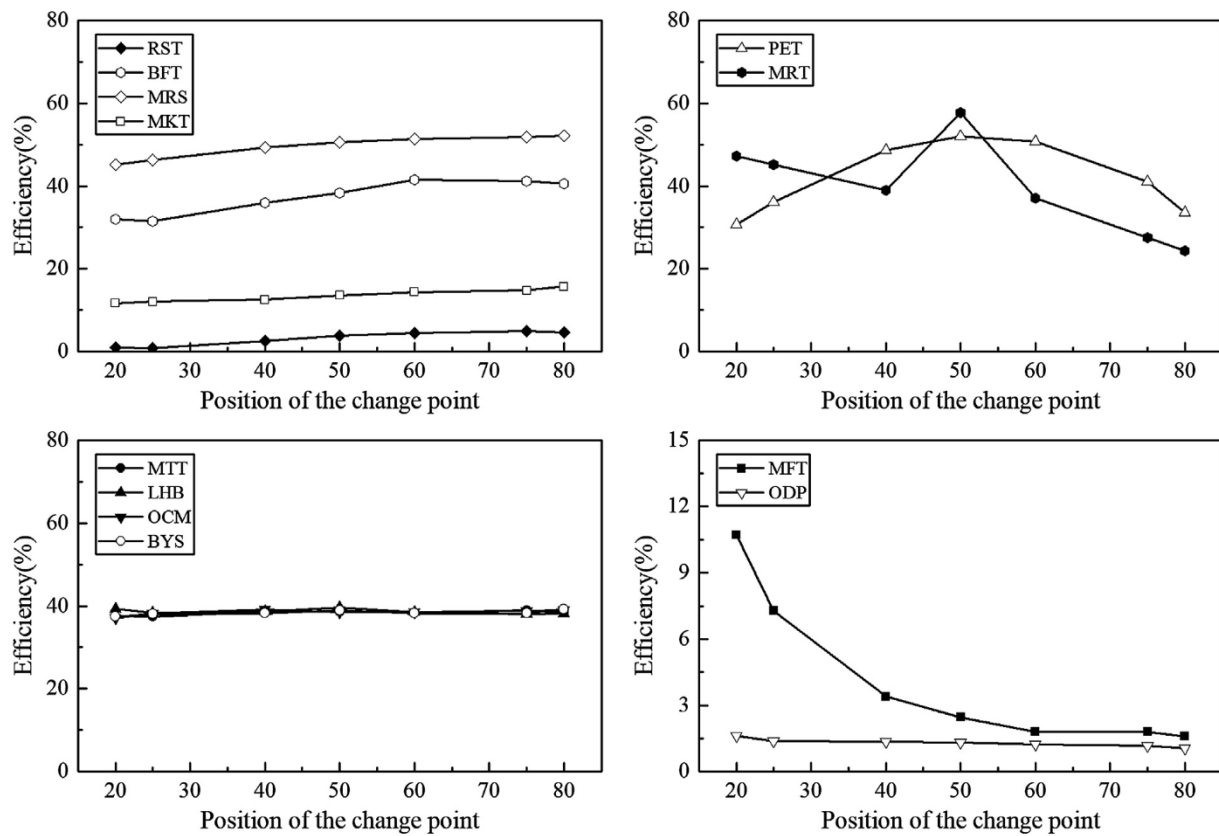 80
60
40
20
0
Efficiency(%)
RST
BFT
MRS
MKT
20 30 40 50 60 70 80
Position of the change point
80
60
40
20
0
Efficiency(%)
PET
MRT
20 30 40 50 60 70 80
Position of the change point
80
60
40
20
0
Efficiency(%)
MTT
LHB
OCM
BYS
20 30 40 50 60 70 80
Position of the change point
15
12
9
6
3
0
Efficiency(%)
MFT
ODP
20 30 40 50 60 70 80
Position of the change point